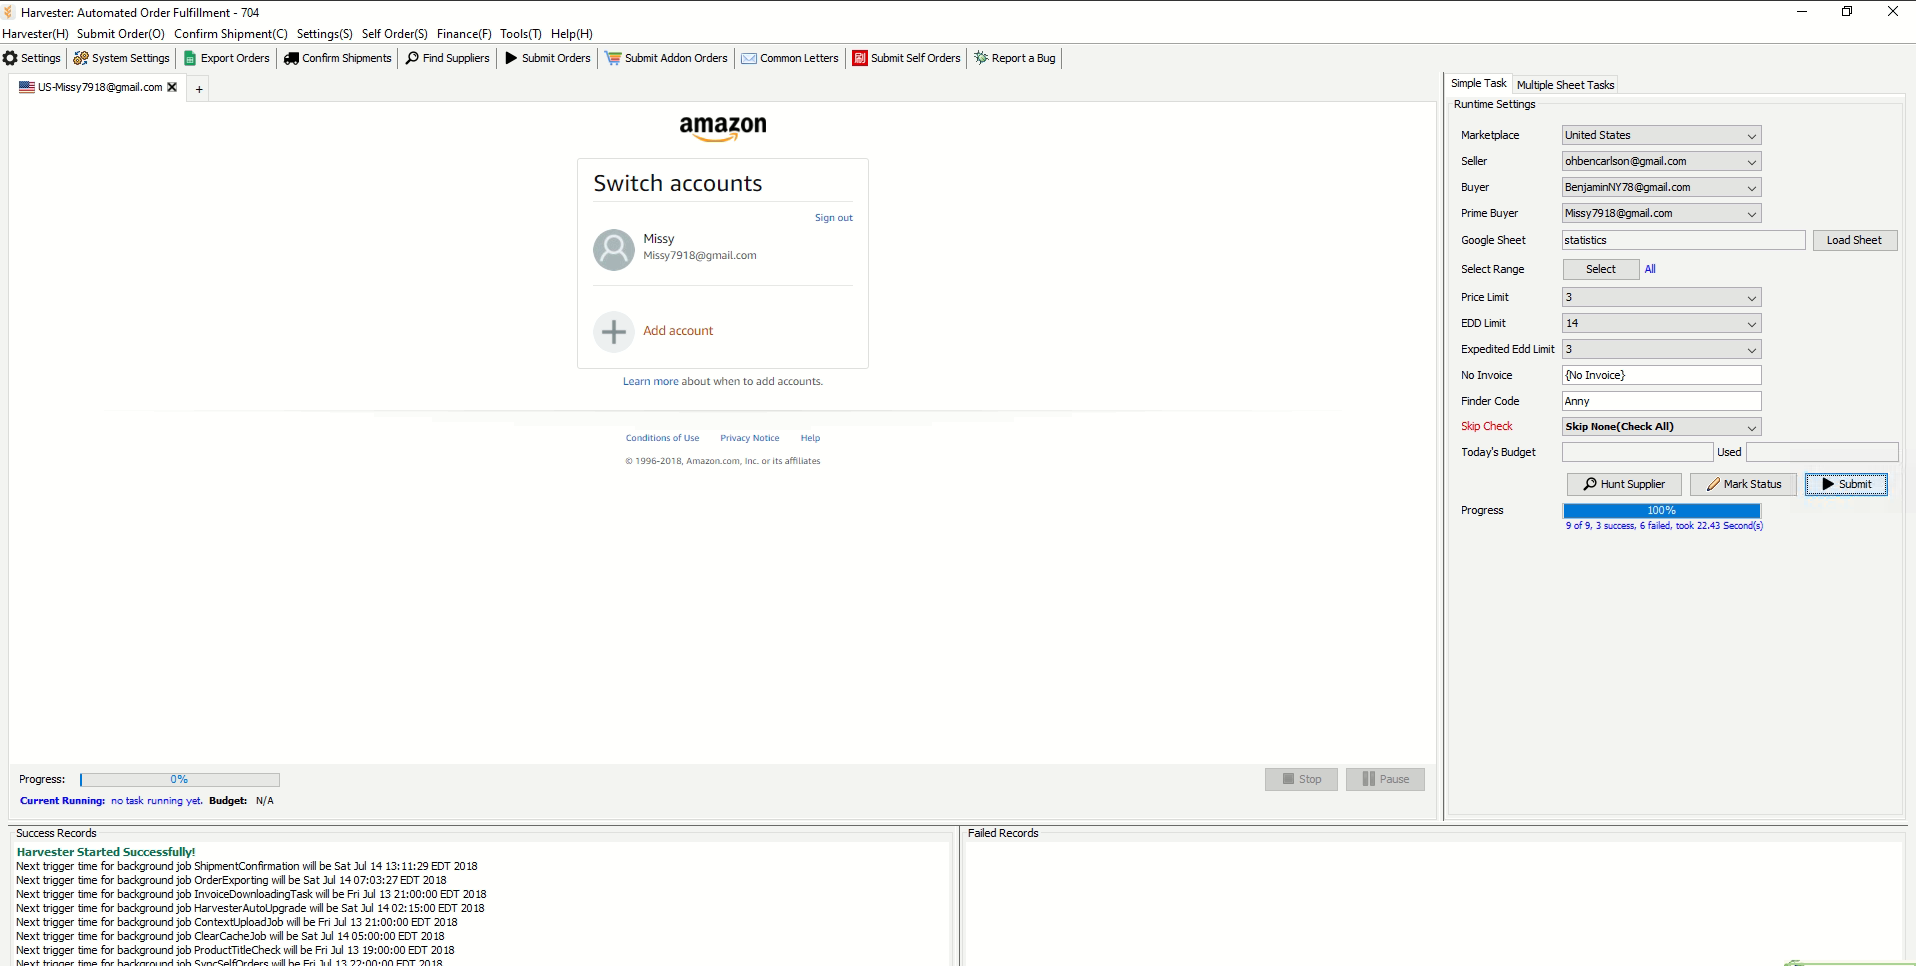 Harvester: Automated Order Fulfillment - 704
Harvester(H) Submit Order(O) Confirm Shipment(C) Settings(S) Self Order(S) Finance(F) Tools(T) Help(H)
Settings System Settings Export Orders Confirm Shipments Find Suppliers Submit Orders Submit Addon Orders Common Letters Submit Self Orders Report a Bug
US-Missy7918@gmail.com +
amazon
Switch accounts
Sign out
Missy
Missy7918@gmail.com
Add account
Learn more about when to add accounts.
Conditions of Use Privacy Notice Help
© 1996-2018, Amazon.com, Inc. or its affiliates
Progress: 0%
Stop Pause
Current Running: no task running yet. Budget: N/A
Simple Task Multiple Sheet Tasks
Runtime Settings
Marketplace United States
Seller ohbencarlson@gmail.com
Buyer BenjaminNY78@gmail.com
Prime Buyer Missy7918@gmail.com
Google Sheet statistics Load Sheet
Select Range Select All
Price Limit 3
EDD Limit 14
Expedited Edd Limit 3
No Invoice {No Invoice}
Finder Code Anny
Skip Check Skip None(Check All)
Today's Budget Used
Hunt Supplier Mark Status Submit
Progress 100%
9 of 9, 3 success, 6 failed, took 22.43 Second(s)
Success Records
Harvester Started Successfully!
Next trigger time for background job ShipmentConfirmation will be Sat Jul 14 13:11:29 EDT 2018
Next trigger time for background job OrderExporting will be Sat Jul 14 07:03:27 EDT 2018
Next trigger time for background job InvoiceDownloadingTask will be Fri Jul 13 21:00:00 EDT 2018
Next trigger time for background job HarvesterAutoUpgrade will be Sat Jul 14 02:15:00 EDT 2018
Next trigger time for background job ContextUploadJob will be Fri Jul 13 21:00:00 EDT 2018
Next trigger time for background job ClearCacheJob will be Sat Jul 14 05:00:00 EDT 2018
Next trigger time for background job ProductTitleCheck will be Fri Jul 13 19:00:00 EDT 2018
Next trigger time for background job SyncSelfOrders will be Fri Jul 13 22:00:00 EDT 2018
Failed Records